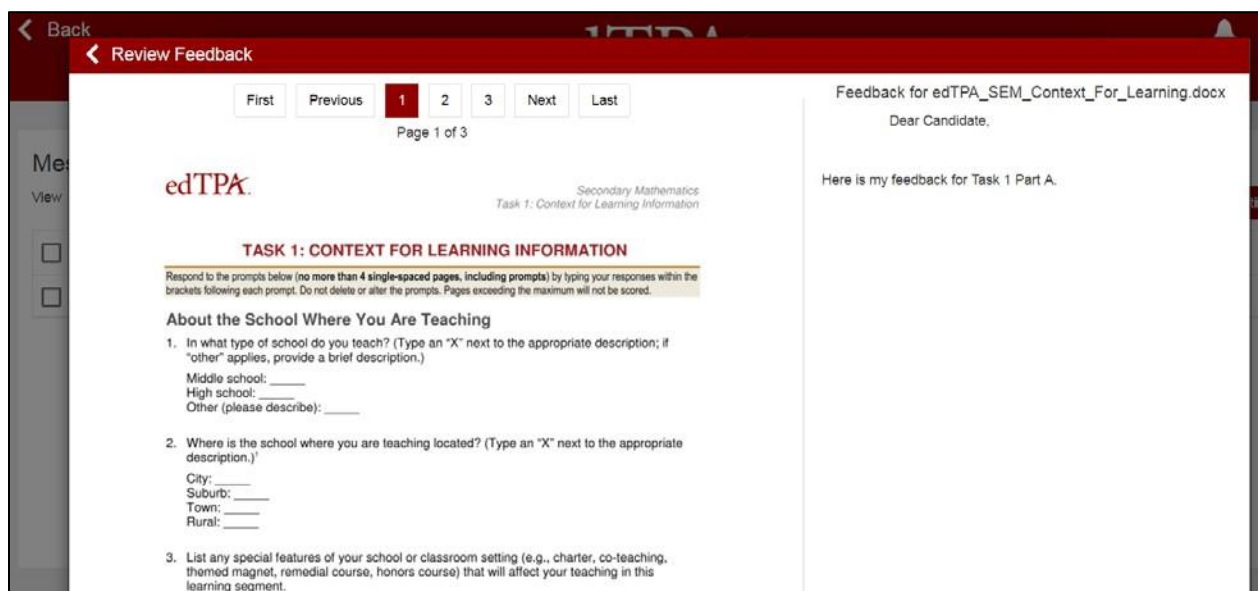 Back
Review Feedback
First Previous 1 2 3 Next Last
Page 1 of 3
Feedback for edTPA_SEM_Context_For_Learning.docx
Dear Candidate,
Here is my feedback for Task 1 Part A.
View
edTPA.
Secondary Mathematics
Task 1: Context for Learning Information
TASK 1: CONTEXT FOR LEARNING INFORMATION
Respond to the prompts below (no more than 4 single-spaced pages, including prompts) by typing your responses within the
brackets following each prompt. Do not delete or alter the prompts. Pages exceeding the maximum will not be scored.
About the School Where You Are Teaching
1. In what type of school do you teach? (Type an "X" next to the appropriate description; if
"other" applies, provide a brief description.)
Middle school: _____
High school: _____
Other (please describe): _____
2. Where is the school where you are teaching located? (Type an "X" next to the appropriate
description.)¹
City: _____
Suburb: _____
Town: _____
Rural: _____
3. List any special features of your school or classroom setting (e.g., charter, co-teaching,
themed magnet, remedial course, honors course) that will affect your teaching in this
learning segment.